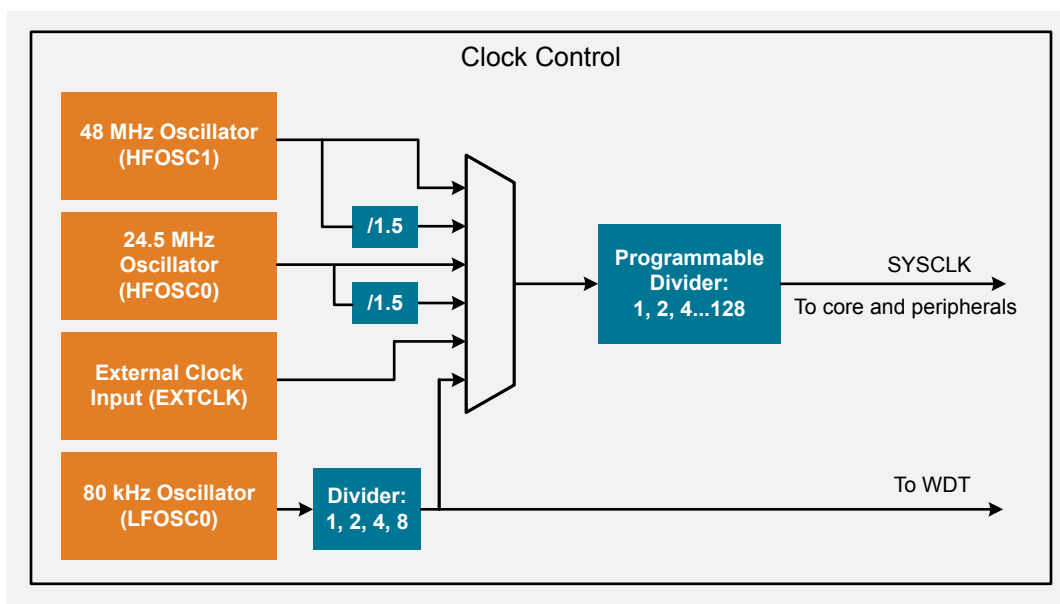 Clock Control
48 MHz Oscillator
(HFOSC1)
/1.5
24.5 MHz
Oscillator
(HFOSC0)
/1.5
External Clock
Input (EXTCLK)
80 kHz Oscillator
(LFOSC0)
Divider:
1, 2, 4, 8
Programmable
Divider:
1, 2, 4...128
SYSCLK
To core and peripherals
To WDT